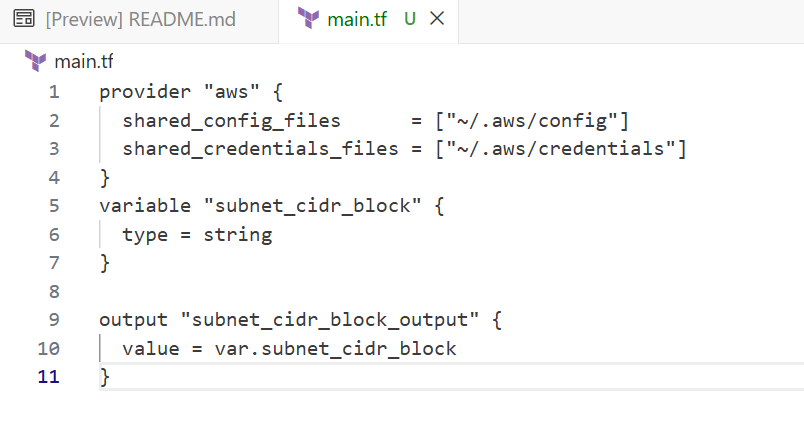 [Preview] README.md
main.tf U
main.tf
1 provider "aws" {
2   shared_config_files      = ["~/.aws/config"]
3   shared_credentials_files = ["~/.aws/credentials"]
4 }
5 variable "subnet_cidr_block" {
6   type = string
7 }
8
9 output "subnet_cidr_block_output" {
10   value = var.subnet_cidr_block
11 }